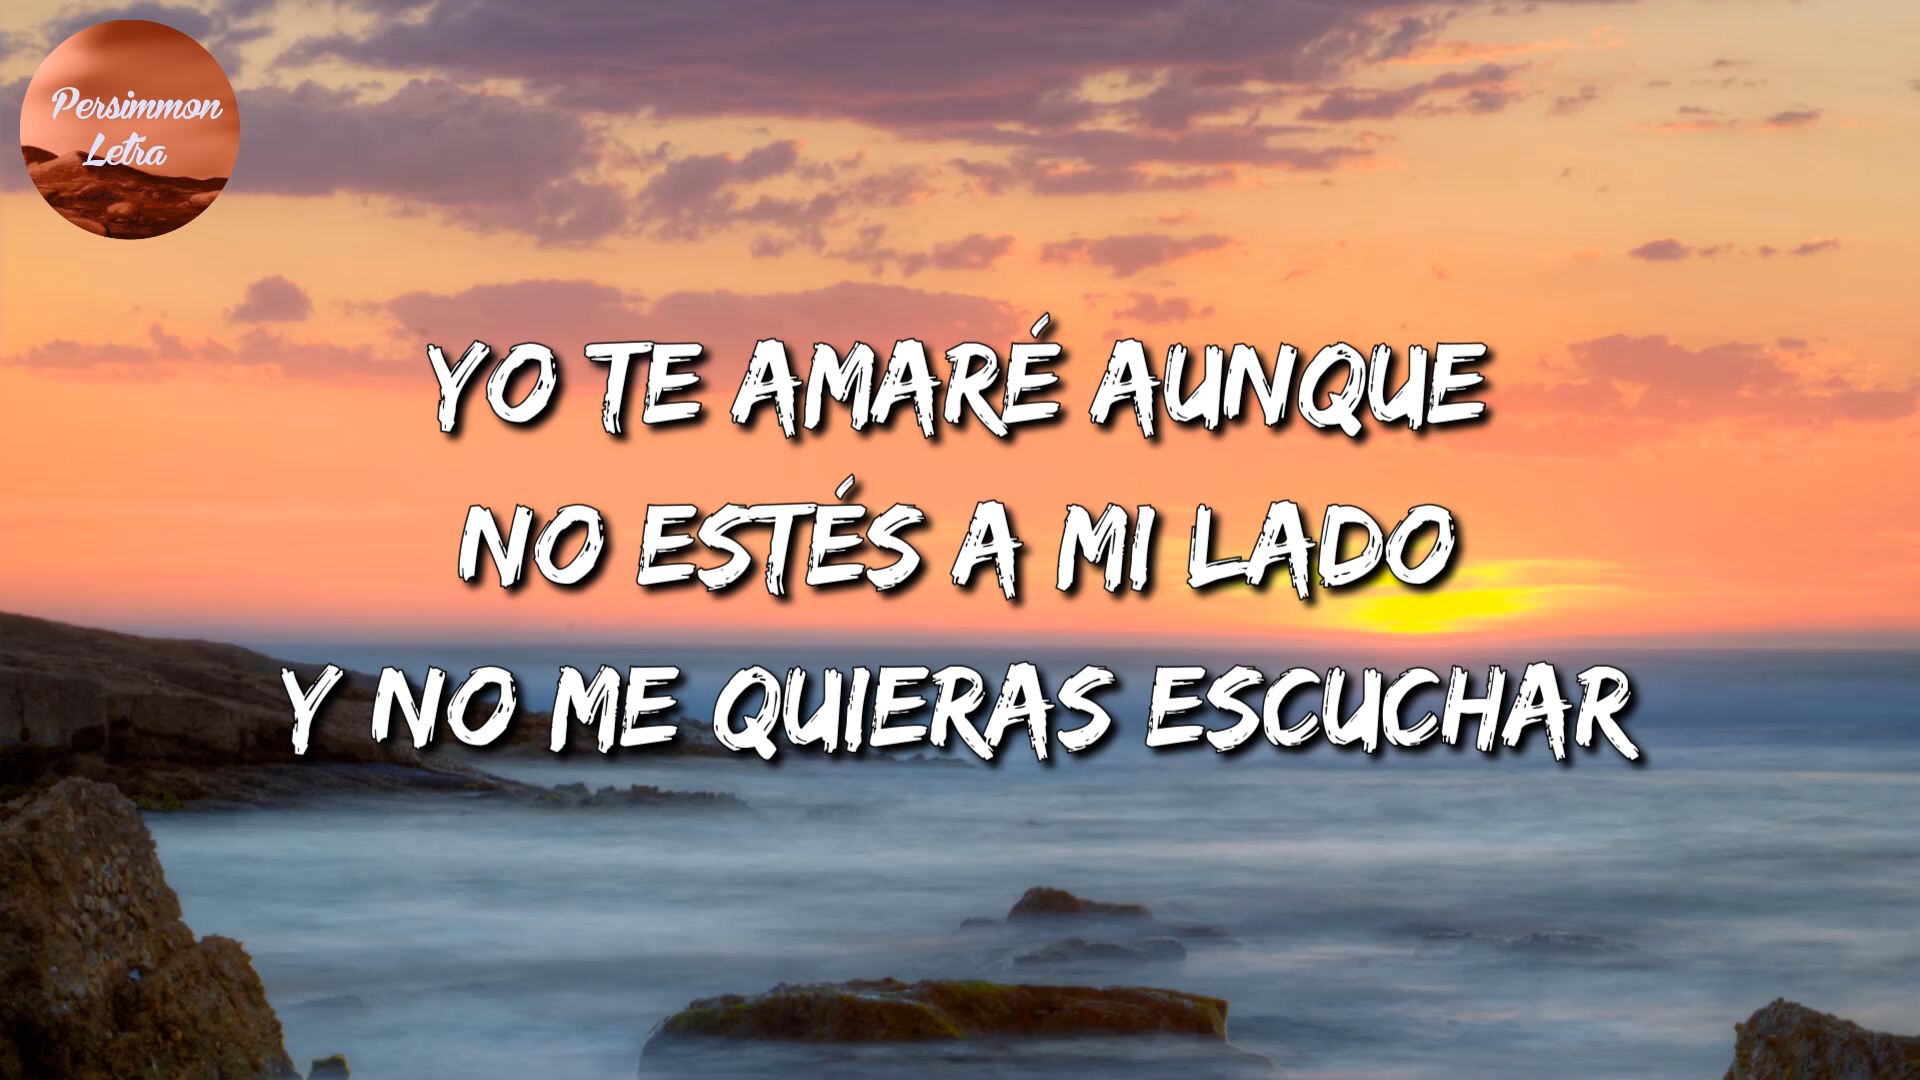 Persimmon
Letra
YO TE AMARÉ AUNQUE
NO ESTÉS A MI LADO
Y NO ME QUIERAS ESCUCHAR